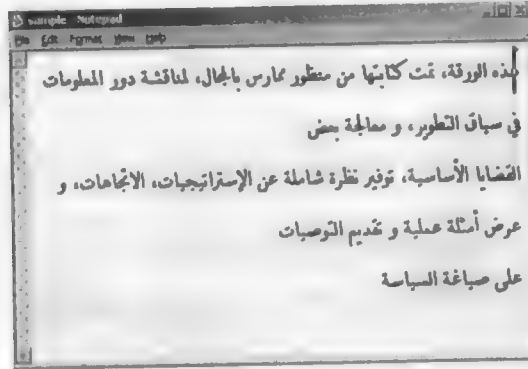 sample - Notepad
File Edit Format View Help
هذه الورقة، تمت كتابتها من منظور ممارس بالمجال، لمناقشة دور المعلومات
في سياق التطوير، و معالجة بعض
القضايا الأساسية، توفير نظرة شاملة عن الإستراتيجيات، الاتجاهات، و
عرض أمثلة عملية و تقديم التوصيات
على صياغة السياسة